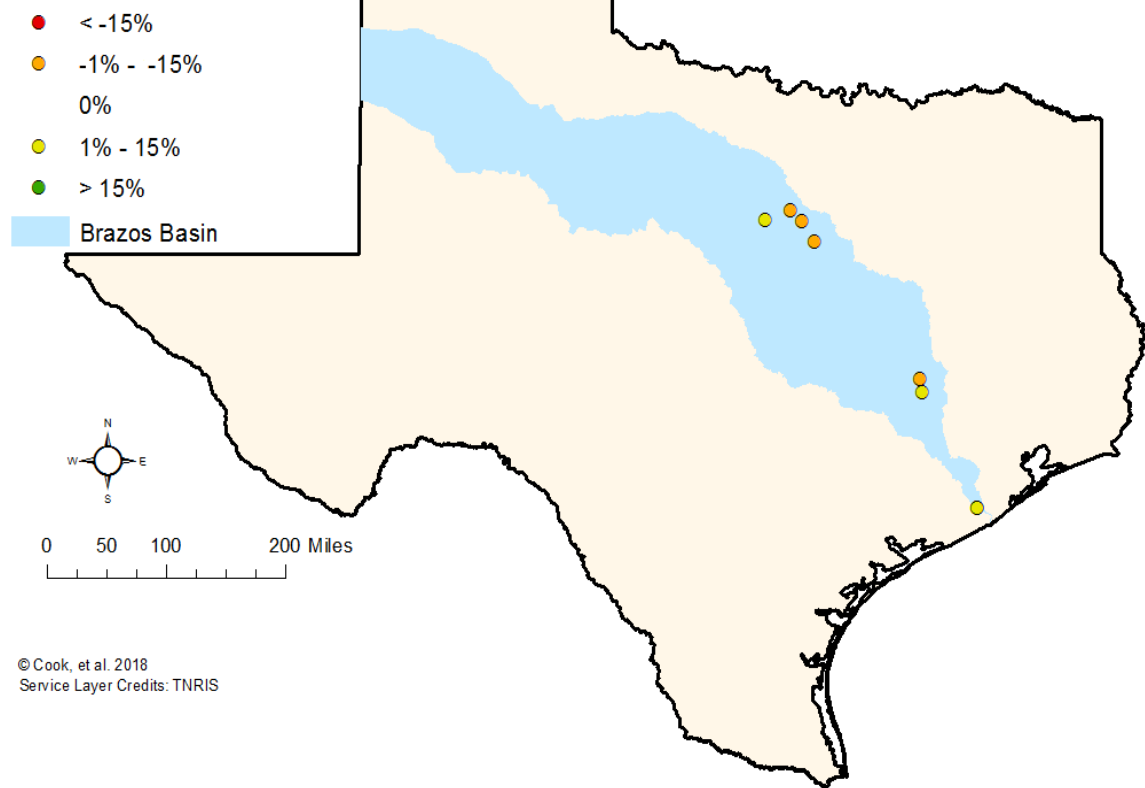 < -15%
-1% - -15%
0%
1% - 15%
> 15%
Brazos Basin
N
W E
S
0 50 100 200 Miles
© Cook, et al. 2018
Service Layer Credits: TNRIS